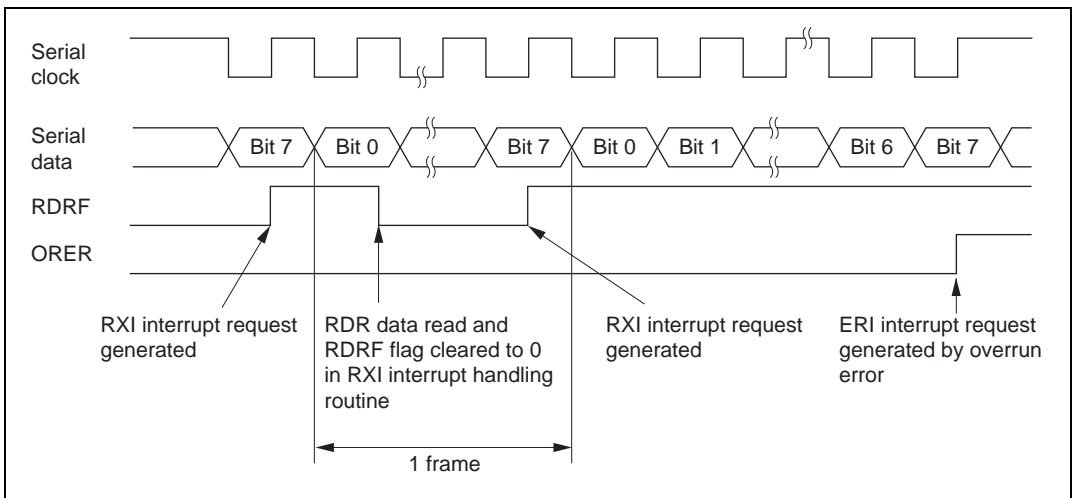 Serial
clock
Serial
data
Bit 7
Bit 0
Bit 7
Bit 0
Bit 1
Bit 6
Bit 7
RDRF
ORER
RXI interrupt request
generated
RDR data read and
RDRF flag cleared to 0
in RXI interrupt handling
routine
RXI interrupt request
generated
ERI interrupt request
generated by overrun
error
1 frame